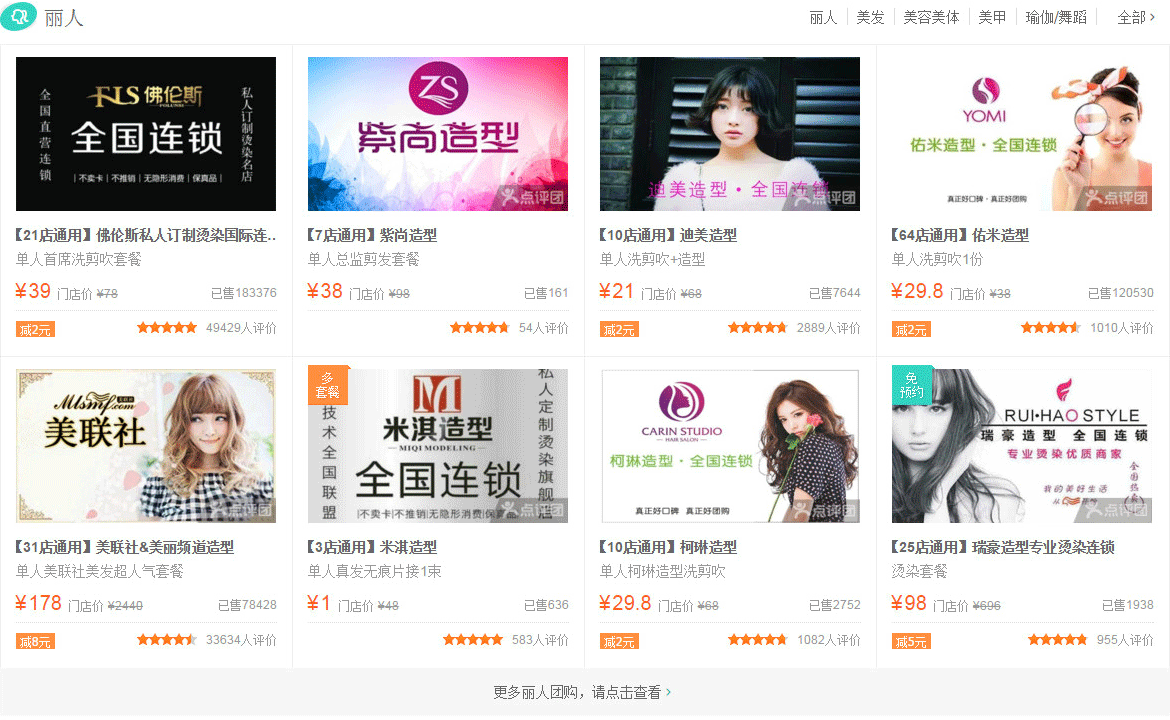 丽人
丽人 美发 美容美体 美甲 瑜伽/舞蹈 全部 >
全国直营连锁
FLS 佛伦斯
全国连锁
|不卖卡|不推销|无隐形消费|保真品|
私人订制烫染名店
ZS
紫尚造型
点评团
迪美造型·全国连锁
点评团
YOMI
佑米造型·全国连锁
真正好口碑·真正好团购
点评团
【21店通用】佛伦斯私人订制烫染国际连..
单人首席洗剪吹套餐
¥39 门店价 ¥78 已售183376
减2元 49429人评价
【7店通用】紫尚造型
单人总监剪发套餐
¥38 门店价 ¥98 已售161
54人评价
【10店通用】迪美造型
单人洗剪吹+造型
¥21 门店价 ¥68 已售7644
减2元 2889人评价
【64店通用】佑米造型
单人洗剪吹1份
¥29.8 门店价 ¥38 已售120530
减2元 1010人评价
Mlsmf.com
美联社
点评团
多
套餐
技术全国联盟
米淇造型
MIQI MODELING
全国连锁
|不卖卡|不推销|无隐形消费|保真品
私人定制烫染旗舰店
点评团
CARIN STUDIO
HAIR SALON
柯琳造型·全国连锁
真正好口碑 真正好团购
点评团
免
预约
RUI·HAO STYLE
瑞豪造型 全国连锁
专业烫染优质商家
我的美好生活
点评团
【31店通用】美联社&美丽频道造型
单人美联社美发超人气套餐
¥178 门店价 ¥2440 已售78428
减8元 33634人评价
【3店通用】米淇造型
单人真发无痕片接1束
¥1 门店价 ¥48 已售636
583人评价
【10店通用】柯琳造型
单人柯琳造型洗剪吹
¥29.8 门店价 ¥68 已售2752
减2元 1082人评价
【25店通用】瑞豪造型专业烫染连锁
烫染套餐
¥98 门店价 ¥696 已售1938
减5元 955人评价
更多丽人团购，请点击查看 >